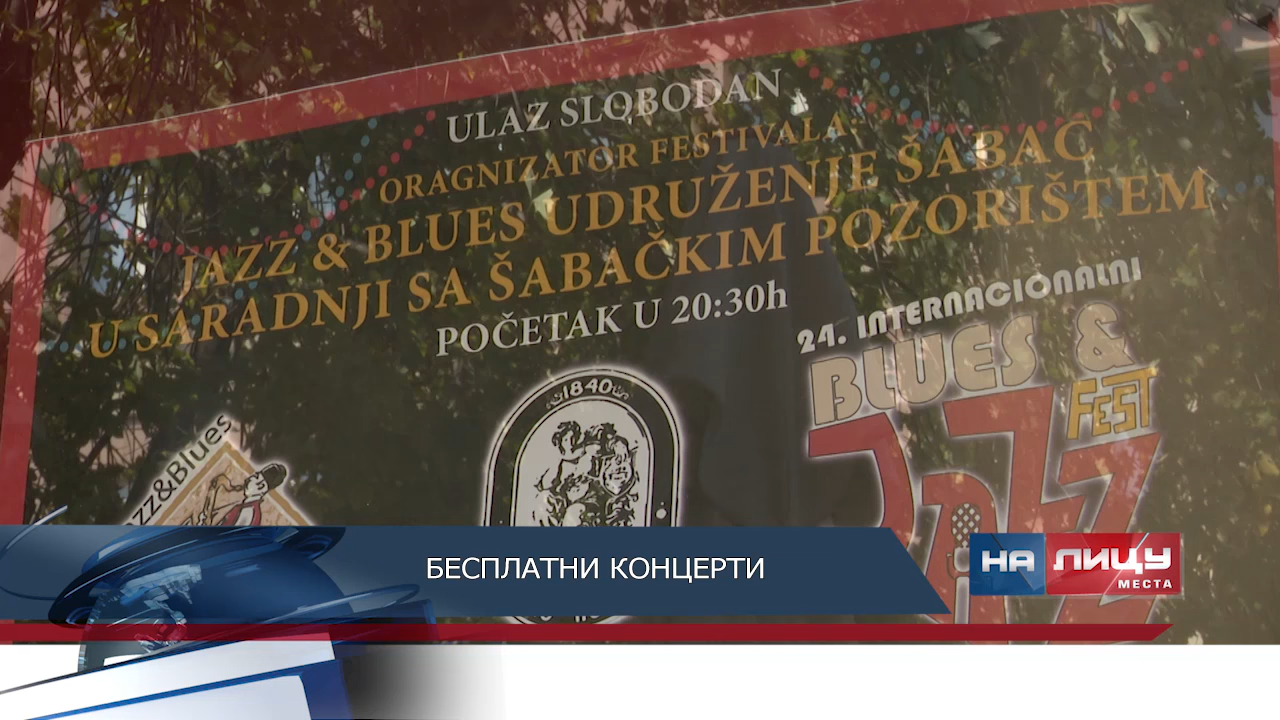 ULAZ SLOBODAN
ORAGNIZATOR FESTIVALA:
JAZZ & BLUES UDRUŽENJE ŠABAC
U SARADNJI SA ŠABAČKIM POZORIŠTEM
POČETAK U 20:30h
24. INTERNACIONALNI
BLUES &
JAZZ
FEST
1840
Jazz&Blues
БЕСПЛАТНИ КОНЦЕРТИ
НА ЛИЦУ
МЕСТА